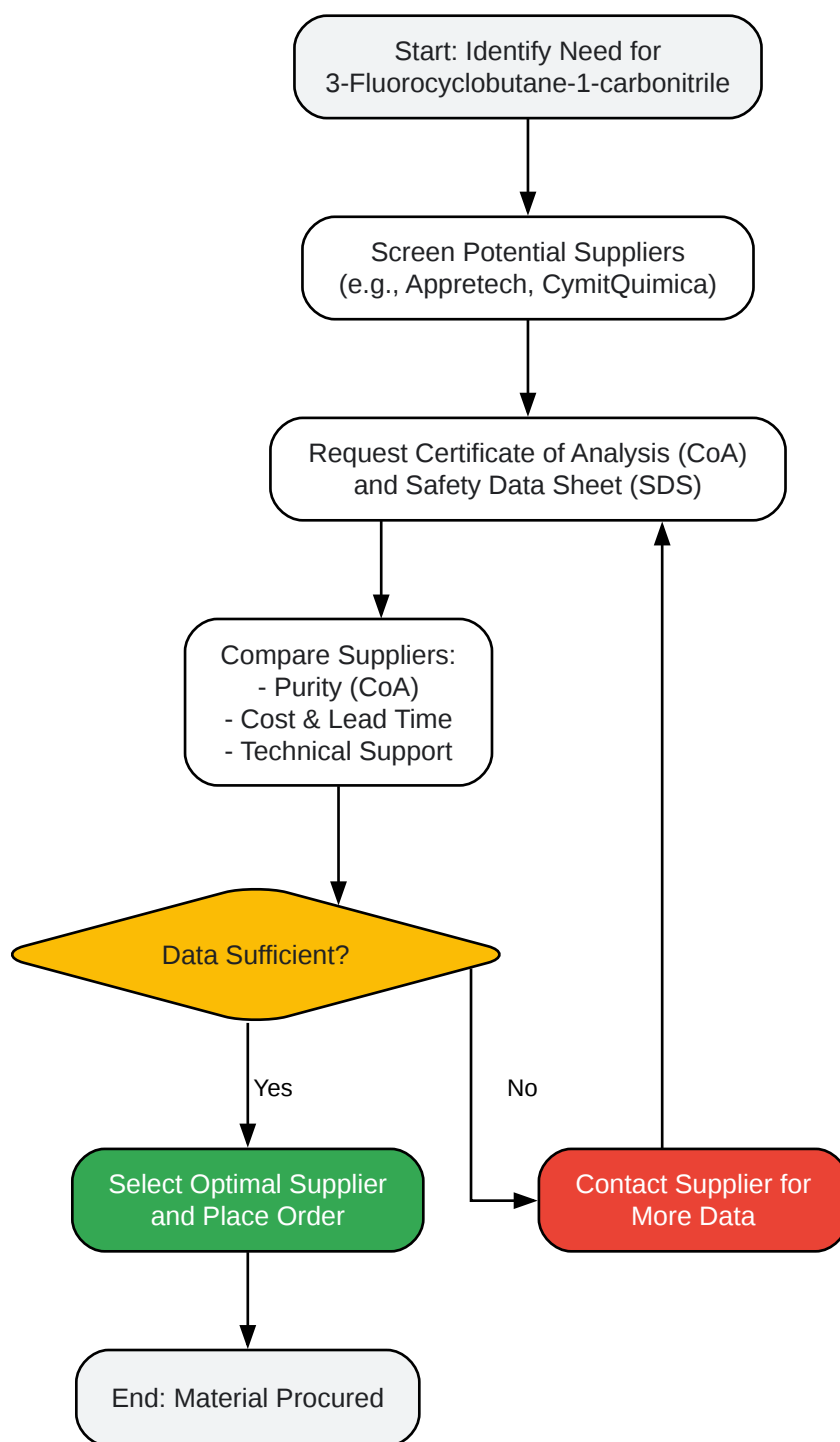 Start: Identify Need for
3-Fluorocyclobutane-1-carbonitrile
Screen Potential Suppliers
(e.g., Appretech, CymitQuimica)
Request Certificate of Analysis (CoA)
and Safety Data Sheet (SDS)
Compare Suppliers:
- Purity (CoA)
- Cost & Lead Time
- Technical Support
Data Sufficient?
Yes
No
Select Optimal Supplier
and Place Order
Contact Supplier for
More Data
End: Material Procured